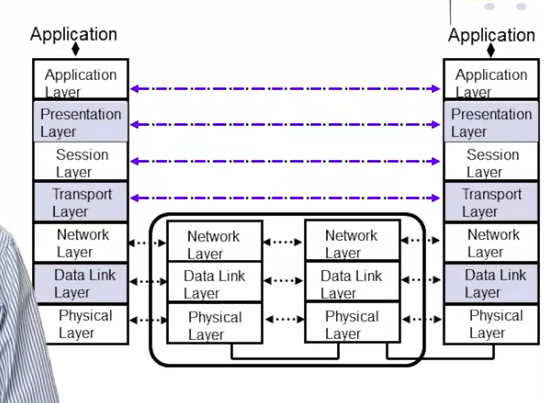 Application
Application
Layer
Presentation
Layer
Session
Layer
Transport
Layer
Network
Layer
Data Link
Layer
Physical
Layer
Network
Layer
Data Link
Layer
Physical
Layer
Network
Layer
Data Link
Layer
Physical
Layer
Application
Application
Layer
Presentation
Layer
Session
Layer
Transport
Layer
Network
Layer
Data Link
Layer
Physical
Layer